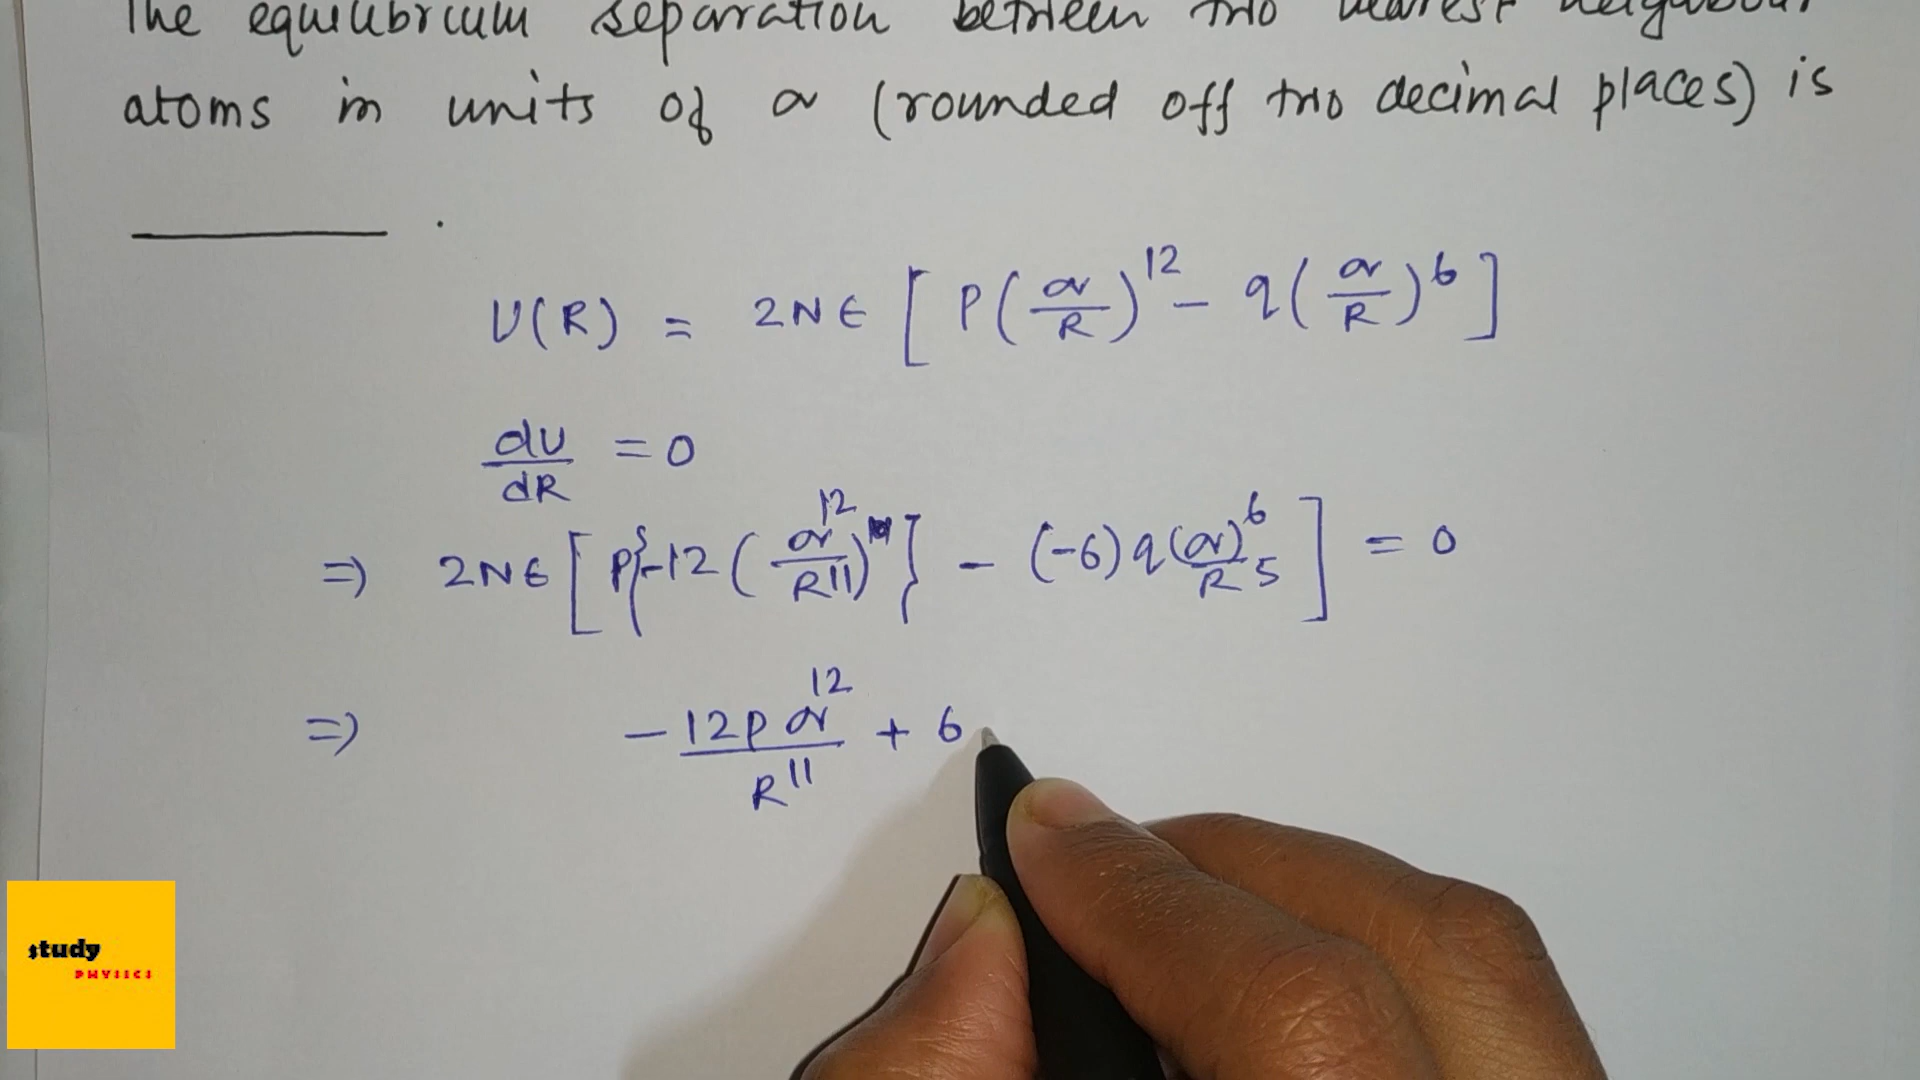 The equilibrium separation between two nearest neighbour
atoms in units of σ (rounded off two decimal places) is
________ .
U(R) = 2Nϵ [ P(σ/R)^12 - q(σ/R)^6 ]
dU/dR = 0
⇒ 2Nϵ [ P{-12 (σ^12/R^11)} - (-6) q (σ)^6/R^5 ] = 0
⇒ -12Pσ^12/R^11 + 6
study
PHYSICS